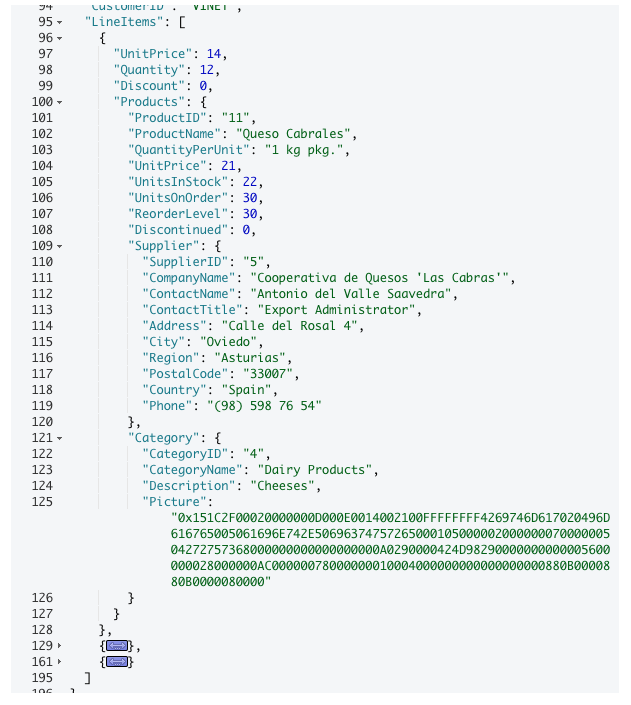 94 "CustomerID": "VINET",
95 "LineItems": [
96 {
97 "UnitPrice": 14,
98 "Quantity": 12,
99 "Discount": 0,
100 "Products": {
101 "ProductID": "11",
102 "ProductName": "Queso Cabrales",
103 "QuantityPerUnit": "1 kg pkg.",
104 "UnitPrice": 21,
105 "UnitsInStock": 22,
106 "UnitsOnOrder": 30,
107 "ReorderLevel": 30,
108 "Discontinued": 0,
109 "Supplier": {
110 "SupplierID": "5",
111 "CompanyName": "Cooperativa de Quesos 'Las Cabras'",
112 "ContactName": "Antonio del Valle Saavedra",
113 "ContactTitle": "Export Administrator",
114 "Address": "Calle del Rosal 4",
115 "City": "Oviedo",
116 "Region": "Asturias",
117 "PostalCode": "33007",
118 "Country": "Spain",
119 "Phone": "(98) 598 76 54"
120 },
121 "Category": {
122 "CategoryID": "4",
123 "CategoryName": "Dairy Products",
124 "Description": "Cheeses",
125 "Picture":
"0x151C2F00020000000D000E0014002100FFFFFFFF4269746D617020496D
616765005061696E742E50696374757265000105000002000000070000005
0427275736800000000000000000000A0290000424D982900000000000005600
000028000000AC00000078000000010004000000000000000000880B00008
80B0000080000"
126 }
127 }
128 },
129 {},
161 {}
195 ]
196 }